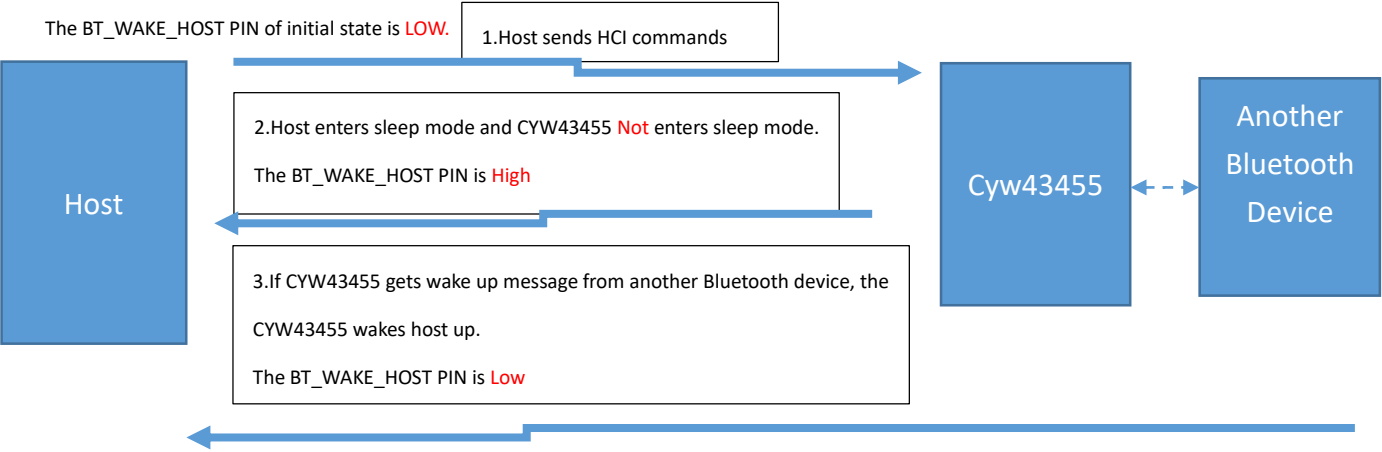 The BT_WAKE_HOST PIN of initial state is LOW.
1.Host sends HCI commands
2.Host enters sleep mode and CYW43455 Not enters sleep mode.
The BT_WAKE_HOST PIN is High
Host
Cyw43455
Another
Bluetooth
Device
3.If CYW43455 gets wake up message from another Bluetooth device, the
CYW43455 wakes host up.
The BT_WAKE_HOST PIN is Low